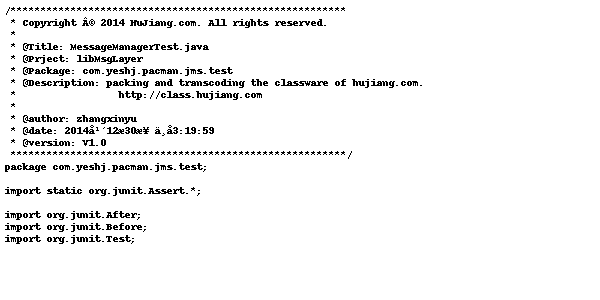 /********************************************************
 * Copyright Â© 2014 HuJiang.com. All rights reserved.
 *
 * @Title: MessageManagerTest.java
 * @Prject: libMsgLayer
 * @Package: com.yeshj.pacman.jms.test
 * @Description: packing and transcoding the classware of hujiang.com.
 *                 http://class.hujiang.com
 *
 * @author: zhangxinyu
 * @date: 2014å¹´12æ30æ¥ ä¸å3:19:59
 * @version: V1.0
 ********************************************************/
package com.yeshj.pacman.jms.test;

import static org.junit.Assert.*;

import org.junit.After;
import org.junit.Before;
import org.junit.Test;